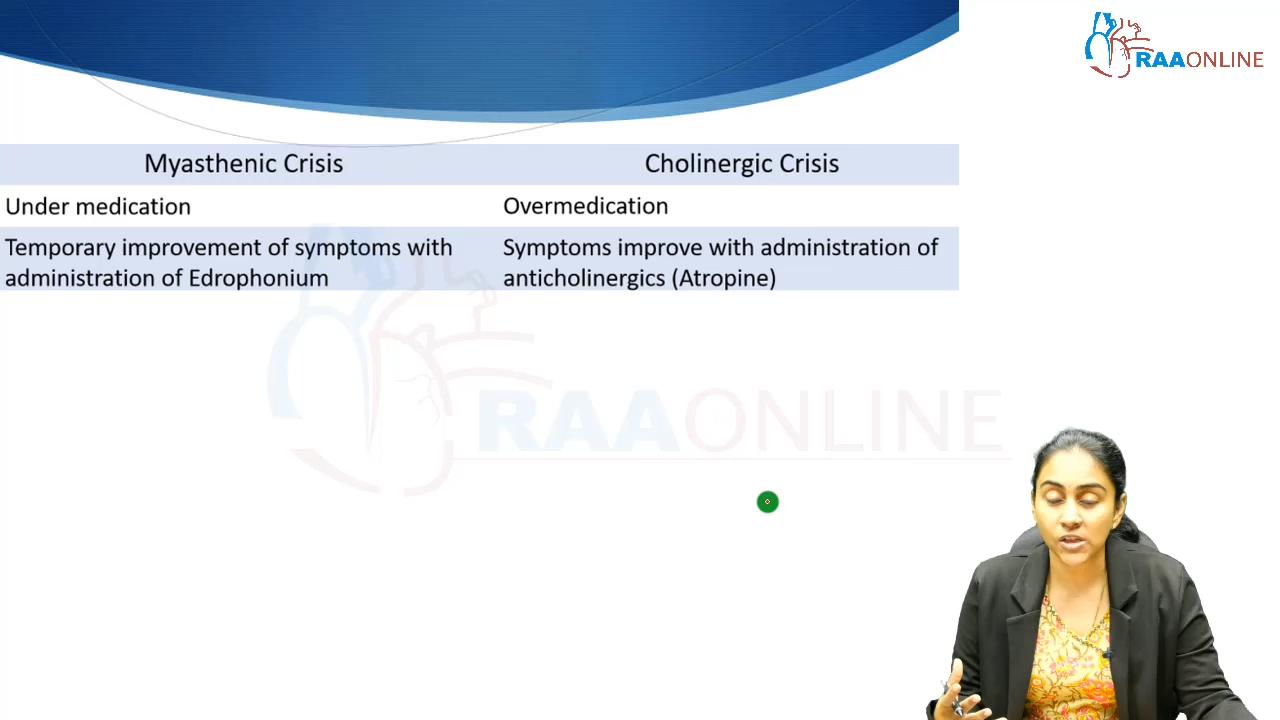 RAAONLINE
Myasthenic Crisis
Cholinergic Crisis
Under medication
Overmedication
Temporary improvement of symptoms with
administration of Edrophonium
Symptoms improve with administration of
anticholinergics (Atropine)
RAAONLINE